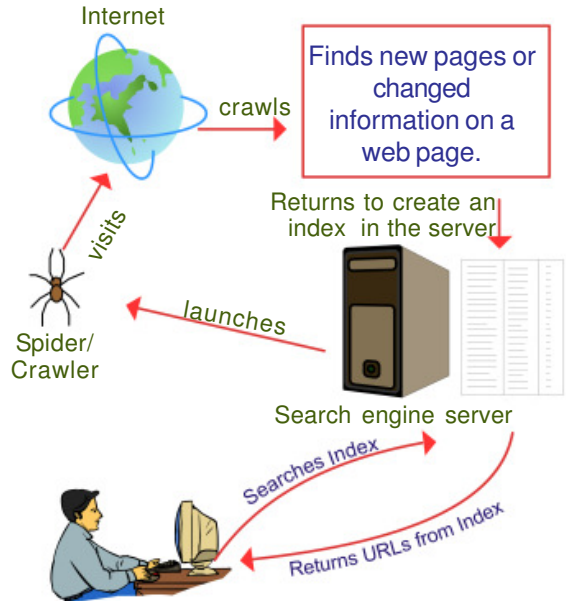 Internet
crawls
Finds new pages or
changed
information on a
web page.
Returns to create an
index in the server
visits
launches
Spider/
Crawler
Search engine server
Searches Index
Returns URLs from Index